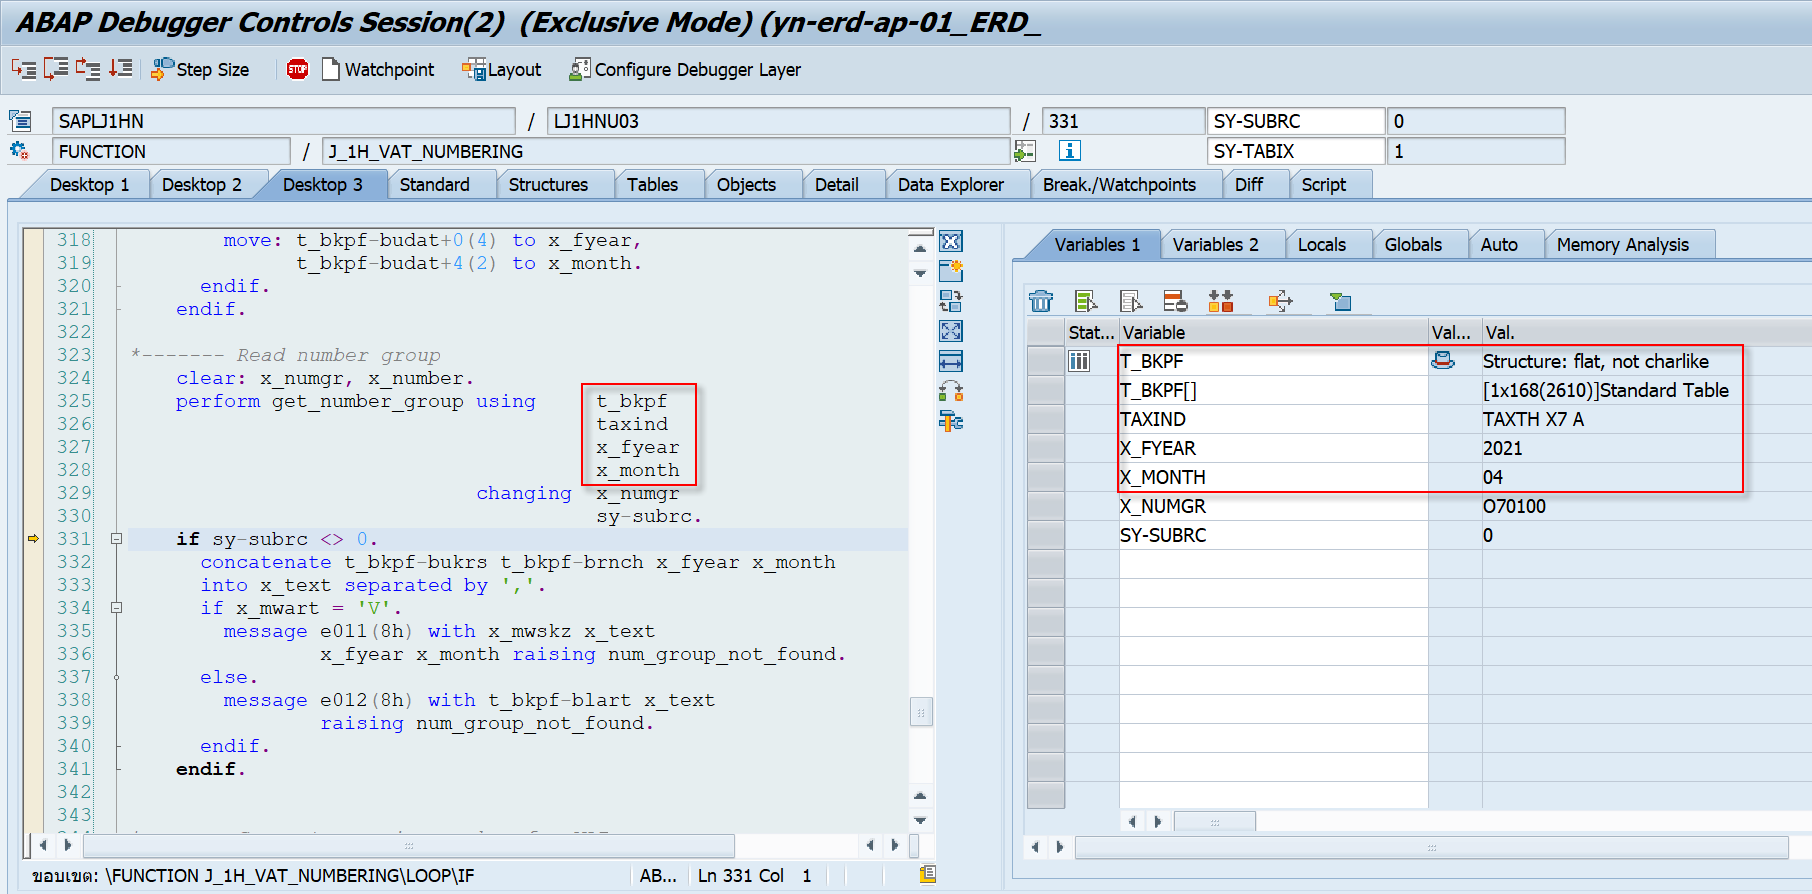 ABAP Debugger Controls Session(2) (Exclusive Mode) (yn-erd-ap-01_ERD_
Step Size STOP Watchpoint Layout Configure Debugger Layer
SAPLJ1HN / LJ1HNU03 / 331 SY-SUBRC 0
FUNCTION / J_1H_VAT_NUMBERING SY-TABIX 1
Desktop 1 Desktop 2 Desktop 3 Standard Structures Tables Objects Detail Data Explorer Break./Watchpoints Diff Script
318 move: t_bkpf-budat+0(4) to x_fyear,
319 t_bkpf-budat+4(2) to x_month.
320 endif.
321 endif.
322
323 *------- Read number group
324 clear: x_numgr, x_number.
325 perform get_number_group using t_bkpf
326 taxind
327 x_fyear
328 x_month
329 changing x_numgr
330 sy-subrc.
331 if sy-subrc <> 0.
332 concatenate t_bkpf-bukrs t_bkpf-brnch x_fyear x_month
333 into x_text separated by ','.
334 if x_mwart = 'V'.
335 message e011(8h) with x_mwskz x_text
336 x_fyear x_month raising num_group_not_found.
337 else.
338 message e012(8h) with t_bkpf-blart x_text
339 raising num_group_not_found.
340 endif.
341 endif.
342
343
ขอบเขต: \FUNCTION J_1H_VAT_NUMBERING\LOOP\IF AB... Ln 331 Col 1
Variables 1 Variables 2 Locals Globals Auto Memory Analysis
Stat... Variable Val... Val.
T_BKPF Structure: flat, not charlike
T_BKPF[] [1x168(2610)]Standard Table
TAXIND TAXTH X7 A
X_FYEAR 2021
X_MONTH 04
X_NUMGR O70100
SY-SUBRC 0